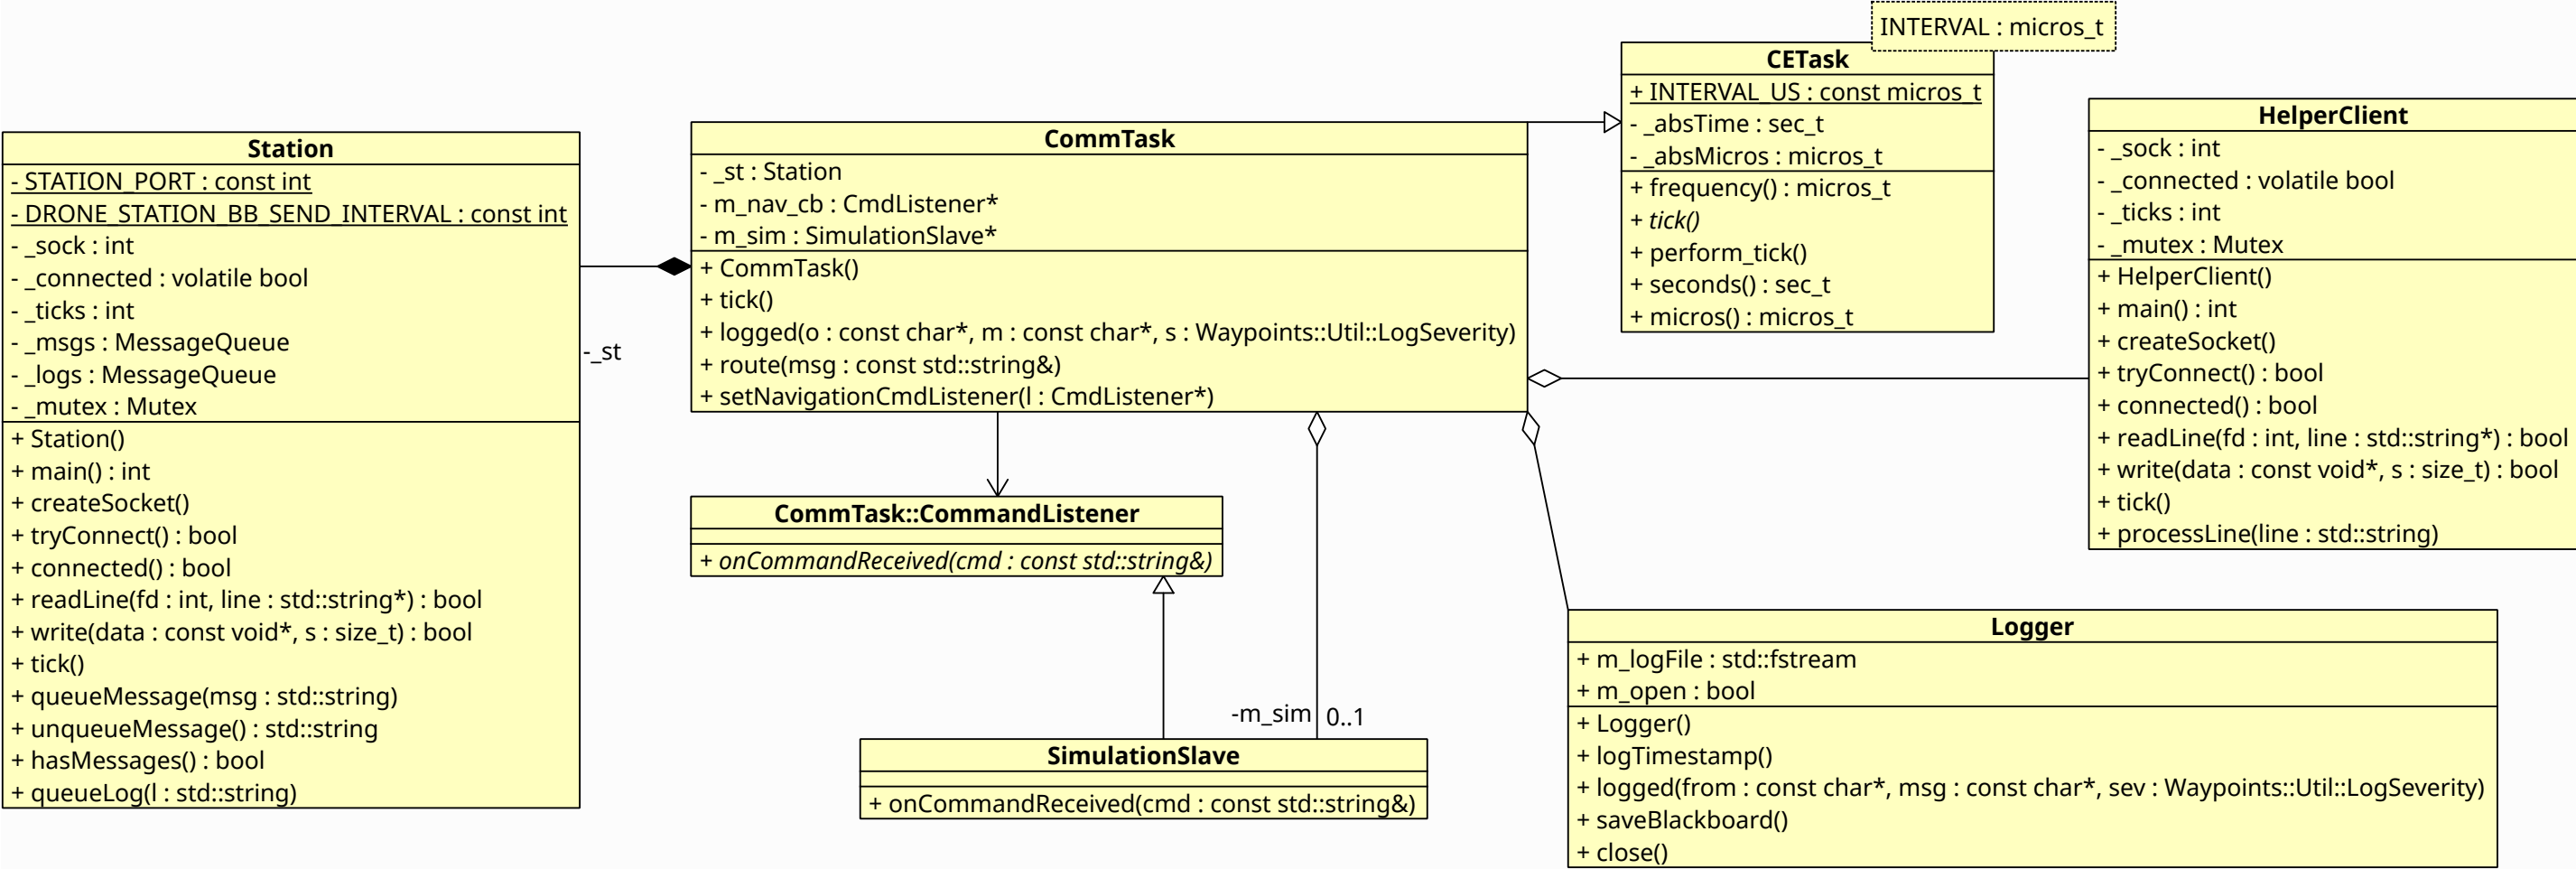 Station
- STATION_PORT : const int
- DRONE_STATION_BB_SEND_INTERVAL : const int
- _sock : int
- _connected : volatile bool
- _ticks : int
- _msgs : MessageQueue
- _logs : MessageQueue
- _mutex : Mutex
+ Station()
+ main() : int
+ createSocket()
+ tryConnect() : bool
+ connected() : bool
+ readLine(fd : int, line : std::string*) : bool
+ write(data : const void*, s : size_t) : bool
+ tick()
+ queueMessage(msg : std::string)
+ unqueueMessage() : std::string
+ hasMessages() : bool
+ queueLog(l : std::string)
-_st
CommTask
- _st : Station
- m_nav_cb : CmdListener*
- m_sim : SimulationSlave*
+ CommTask()
+ tick()
+ logged(o : const char*, m : const char*, s : Waypoints::Util::LogSeverity)
+ route(msg : const std::string&)
+ setNavigationCmdListener(l : CmdListener*)
CommTask::CommandListener
+ onCommandReceived(cmd : const std::string&)
-m_sim
0..1
SimulationSlave
+ onCommandReceived(cmd : const std::string&)
INTERVAL : micros_t
CETask
+ INTERVAL_US : const micros_t
- _absTime : sec_t
- _absMicros : micros_t
+ frequency() : micros_t
+ tick()
+ perform_tick()
+ seconds() : sec_t
+ micros() : micros_t
HelperClient
- _sock : int
- _connected : volatile bool
- _ticks : int
- _mutex : Mutex
+ HelperClient()
+ main() : int
+ createSocket()
+ tryConnect() : bool
+ connected() : bool
+ readLine(fd : int, line : std::string*) : bool
+ write(data : const void*, s : size_t) : bool
+ tick()
+ processLine(line : std::string)
Logger
+ m_logFile : std::fstream
+ m_open : bool
+ Logger()
+ logTimestamp()
+ logged(from : const char*, msg : const char*, sev : Waypoints::Util::LogSeverity)
+ saveBlackboard()
+ close()